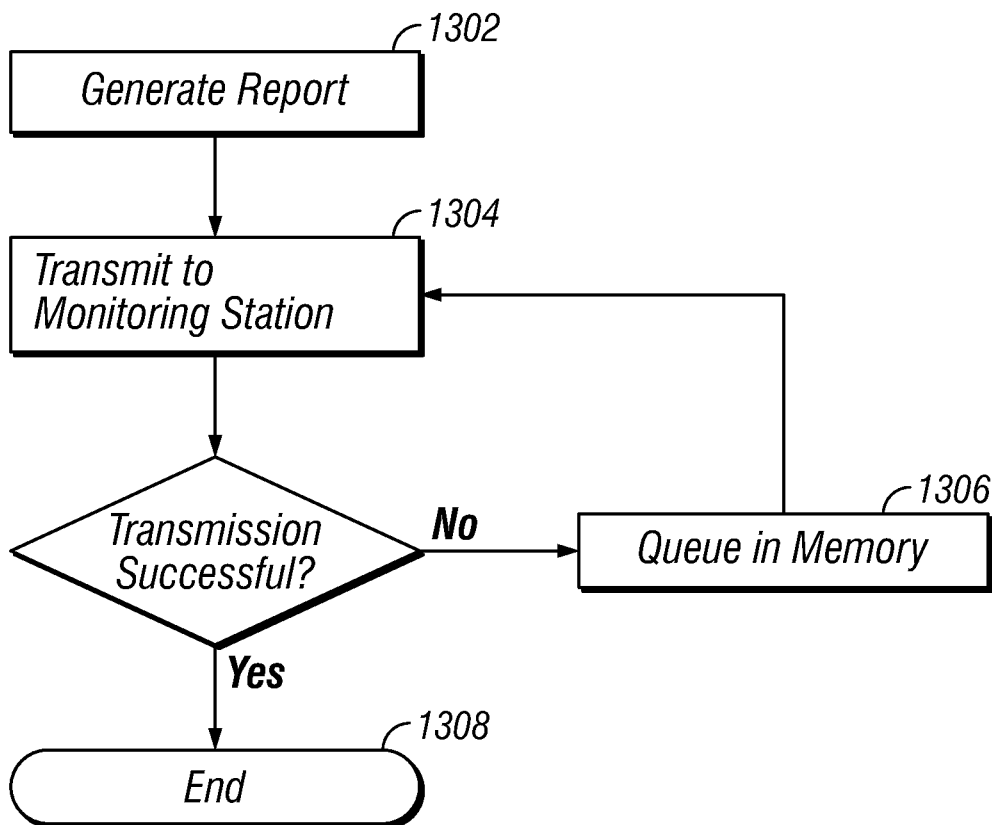 1302
Generate Report
1304
Transmit to
Monitoring Station
Transmission
Successful?
No
1306
Queue in Memory
Yes
1308
End